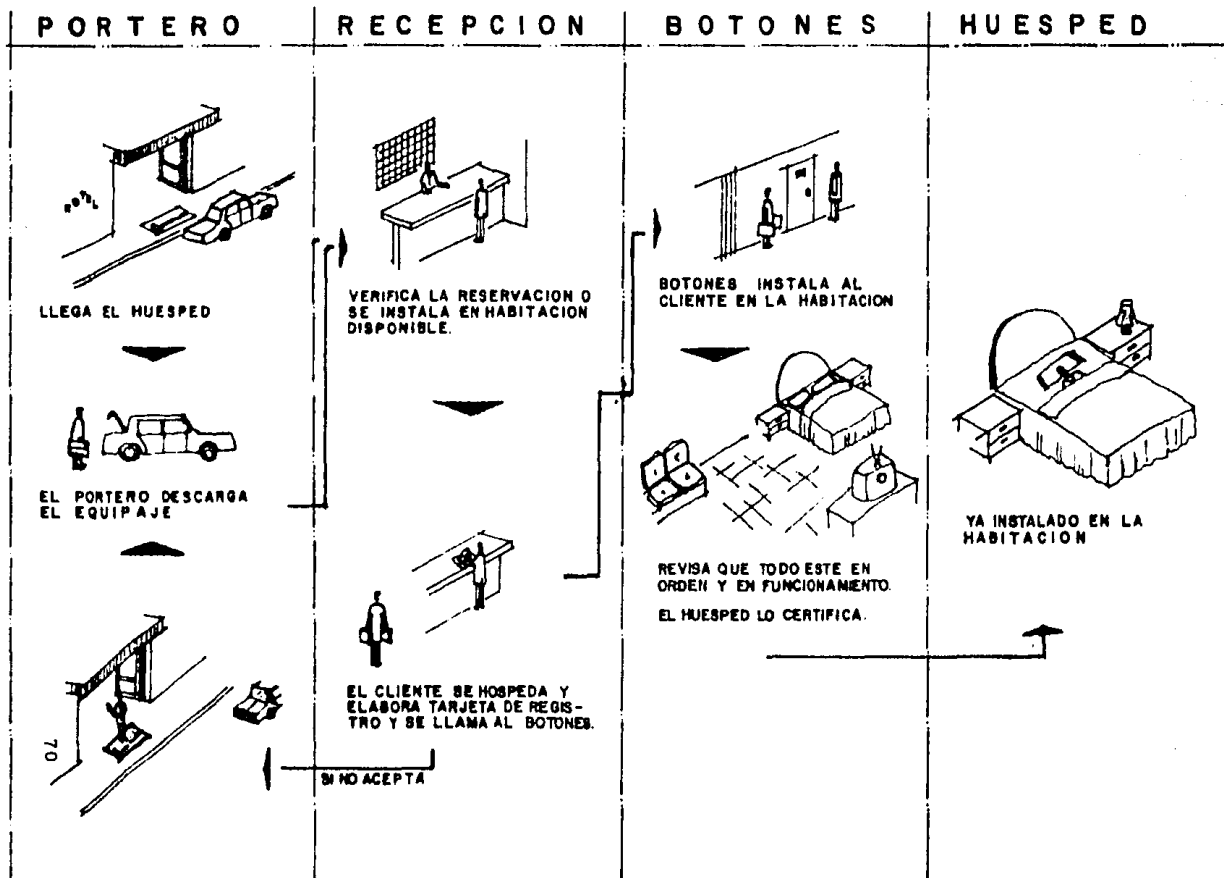 PORTERO
RECEPCION
BOTONES
HUESPED
HOTEL
LLEGA EL HUESPED
EL PORTERO DESCARGA
EL EQUIPAJE
70
VERIFICA LA RESERVACION O
SE INSTALA EN HABITACION
DISPONIBLE.
EL CLIENTE SE HOSPEDA Y
ELABORA TARJETA DE REGIS-
TRO Y SE LLAMA AL BOTONES.
SI NO ACEPTA
BOTONES INSTALA AL
CLIENTE EN LA HABITACION
REVISA QUE TODO ESTE EN
ORDEN Y EN FUNCIONAMIENTO.
EL HUESPED LO CERTIFICA.
YA INSTALADO EN LA
HABITACION